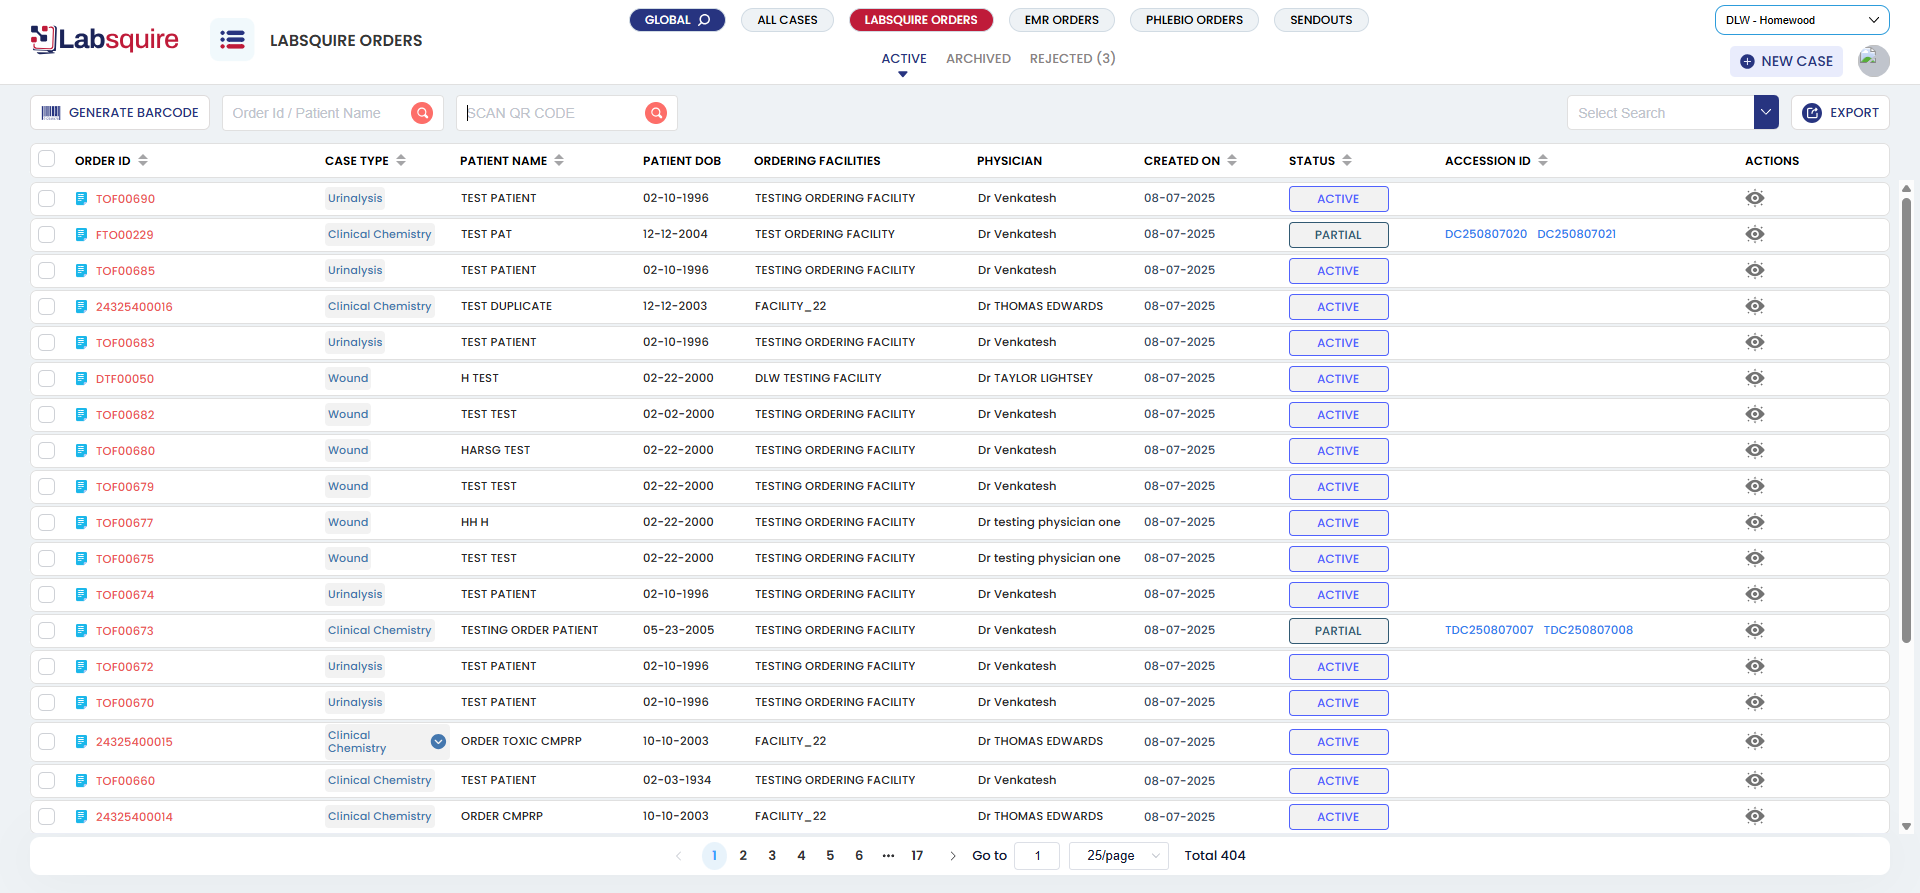 Labsquire
LABSQUIRE ORDERS
GLOBAL
ALL CASES
LABSQUIRE ORDERS
EMR ORDERS
PHLEBIO ORDERS
SENDOUTS
ACTIVE
ARCHIVED
REJECTED (3)
DLW - Homewood
NEW CASE
GENERATE BARCODE
Order Id / Patient Name
SCAN QR CODE
Select Search
EXPORT
ORDER ID CASE TYPE PATIENT NAME PATIENT DOB ORDERING FACILITIES PHYSICIAN CREATED ON STATUS ACCESSION ID ACTIONS
TOF00690 Urinalysis TEST PATIENT 02-10-1996 TESTING ORDERING FACILITY Dr Venkatesh 08-07-2025 ACTIVE
FTO00229 Clinical Chemistry TEST PAT 12-12-2004 TEST ORDERING FACILITY Dr Venkatesh 08-07-2025 PARTIAL DC250807020 DC250807021
TOF00685 Urinalysis TEST PATIENT 02-10-1996 TESTING ORDERING FACILITY Dr Venkatesh 08-07-2025 ACTIVE
24325400016 Clinical Chemistry TEST DUPLICATE 12-12-2003 FACILITY_22 Dr THOMAS EDWARDS 08-07-2025 ACTIVE
TOF00683 Urinalysis TEST PATIENT 02-10-1996 TESTING ORDERING FACILITY Dr Venkatesh 08-07-2025 ACTIVE
DTF00050 Wound H TEST 02-22-2000 DLW TESTING FACILITY Dr TAYLOR LIGHTSEY 08-07-2025 ACTIVE
TOF00682 Wound TEST TEST 02-02-2000 TESTING ORDERING FACILITY Dr Venkatesh 08-07-2025 ACTIVE
TOF00680 Wound HARSG TEST 02-22-2000 TESTING ORDERING FACILITY Dr Venkatesh 08-07-2025 ACTIVE
TOF00679 Wound TEST TEST 02-22-2000 TESTING ORDERING FACILITY Dr Venkatesh 08-07-2025 ACTIVE
TOF00677 Wound HH H 02-22-2000 TESTING ORDERING FACILITY Dr testing physician one 08-07-2025 ACTIVE
TOF00675 Wound TEST TEST 02-22-2000 TESTING ORDERING FACILITY Dr testing physician one 08-07-2025 ACTIVE
TOF00674 Urinalysis TEST PATIENT 02-10-1996 TESTING ORDERING FACILITY Dr Venkatesh 08-07-2025 ACTIVE
TOF00673 Clinical Chemistry TESTING ORDER PATIENT 05-23-2005 TESTING ORDERING FACILITY Dr Venkatesh 08-07-2025 PARTIAL TDC250807007 TDC250807008
TOF00672 Urinalysis TEST PATIENT 02-10-1996 TESTING ORDERING FACILITY Dr Venkatesh 08-07-2025 ACTIVE
TOF00670 Urinalysis TEST PATIENT 02-10-1996 TESTING ORDERING FACILITY Dr Venkatesh 08-07-2025 ACTIVE
24325400015 Clinical Chemistry ORDER TOXIC CMPRP 10-10-2003 FACILITY_22 Dr THOMAS EDWARDS 08-07-2025 ACTIVE
TOF00660 Clinical Chemistry TEST PATIENT 02-03-1934 TESTING ORDERING FACILITY Dr Venkatesh 08-07-2025 ACTIVE
24325400014 Clinical Chemistry ORDER CMPRP 10-10-2003 FACILITY_22 Dr THOMAS EDWARDS 08-07-2025 ACTIVE
1 2 3 4 5 6 ••• 17 Go to 1 25/page Total 404